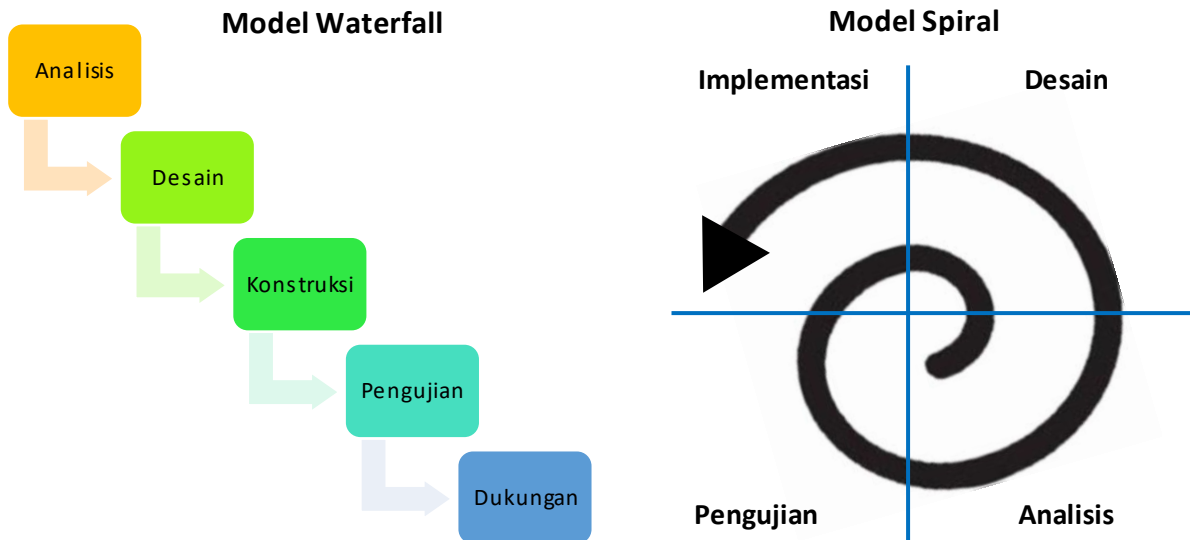 Model Waterfall
Analisis
Desain
Konstruksi
Pengujian
Dukungan
Model Spiral
Implementasi
Desain
Pengujian
Analisis